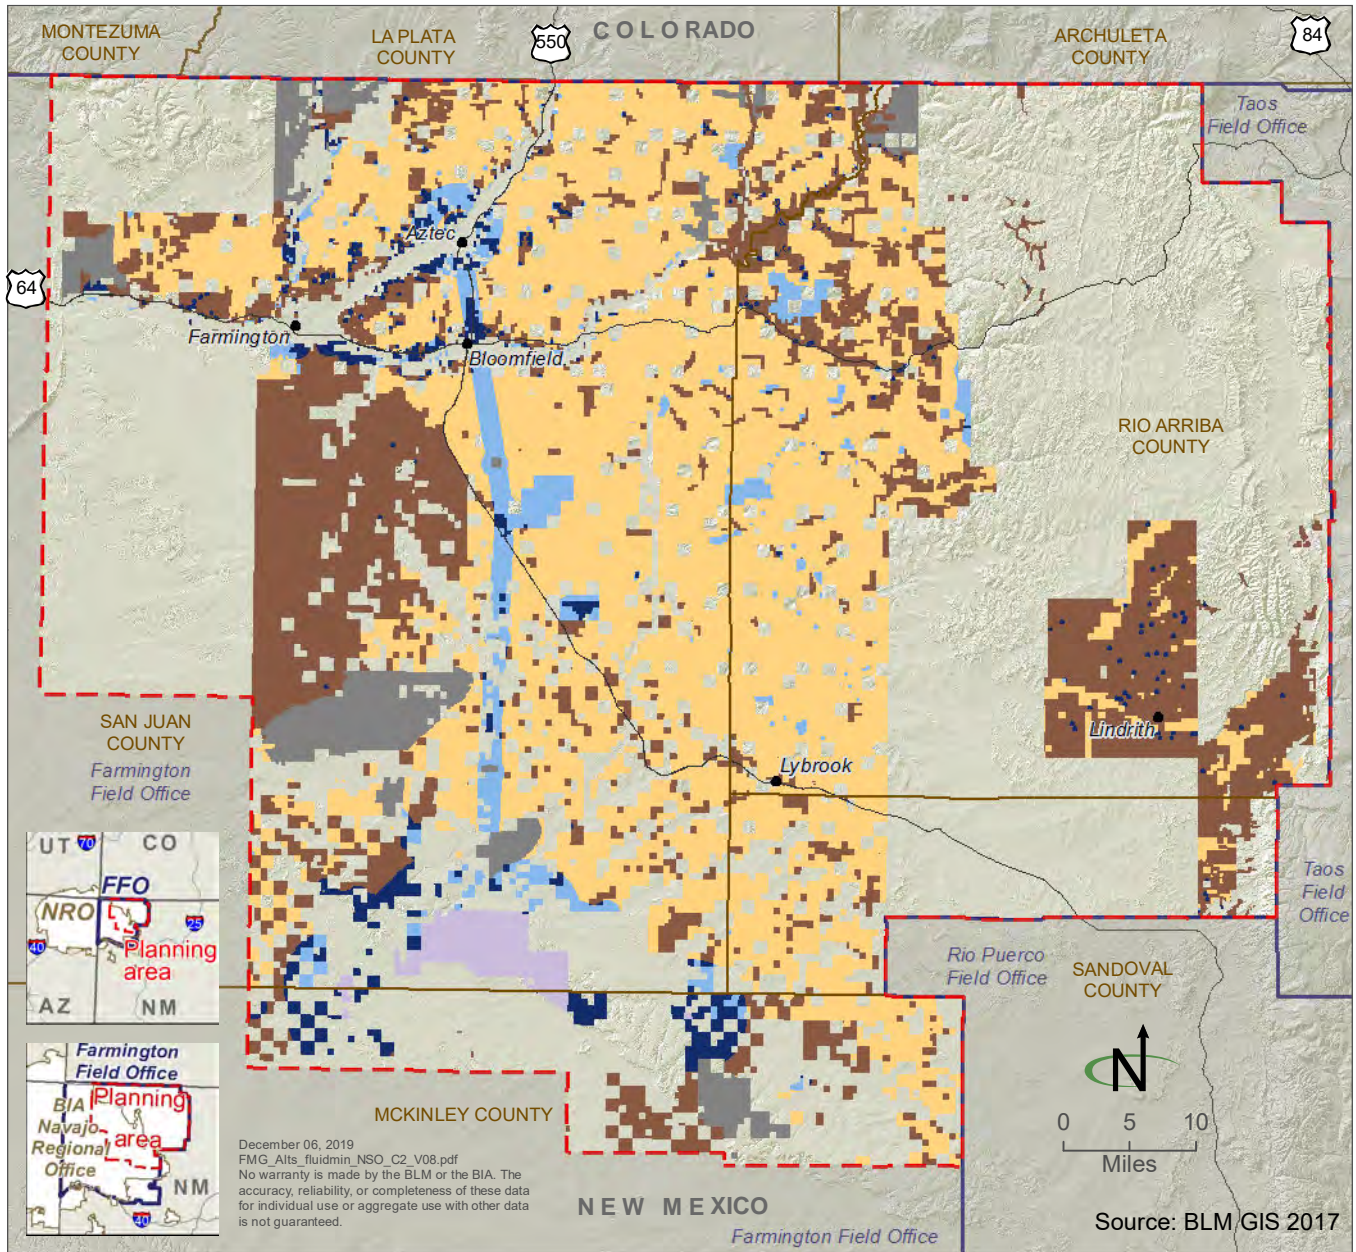 MONTEZUMA
COUNTY
LA PLATA
COUNTY
550
COLORADO
ARCHULETA
COUNTY
84
Taos
Field Office
Aztec
64
Farmington
Bloomfield
RIO ARRIBA
COUNTY
SAN JUAN
COUNTY
Farmington
Field Office
Lindrith
Lybrook
UT
70
CO
FFO
NRO
25
40
Planning
area
AZ
NM
Taos
Field
Office
Rio Puerco
Field Office
SANDOVAL
COUNTY
N
0 5 10
Miles
Farmington
Field Office
BIA
Navajo
Regional
Office
Planning
area
NM
40
MCKINLEY COUNTY
December 06, 2019
FMG_Alts_fluidmin_NSO_C2_V08.pdf
No warranty is made by the BLM or the BIA. The
accuracy, reliability, or completeness of these data
for individual use or aggregate use with other data
is not guaranteed.
NEW MEXICO
Farmington Field Office
Source: BLM GIS 2017